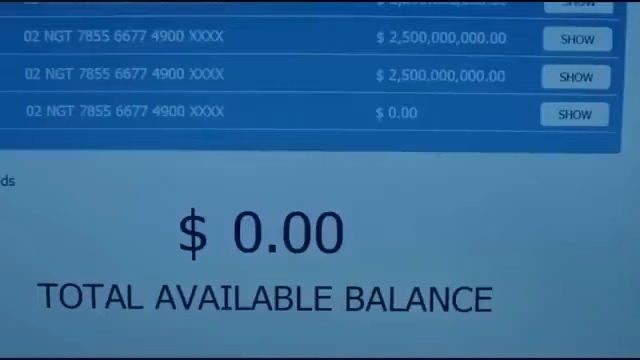 SHOW
02 NGT 7855 6677 4900 XXXX $ 2,500,000,000.00 SHOW
02 NGT 7855 6677 4900 XXXX $ 2,500,000,000.00 SHOW
02 NGT 7855 6677 4900 XXXX $ 0.00 SHOW
ds
$ 0.00
TOTAL AVAILABLE BALANCE